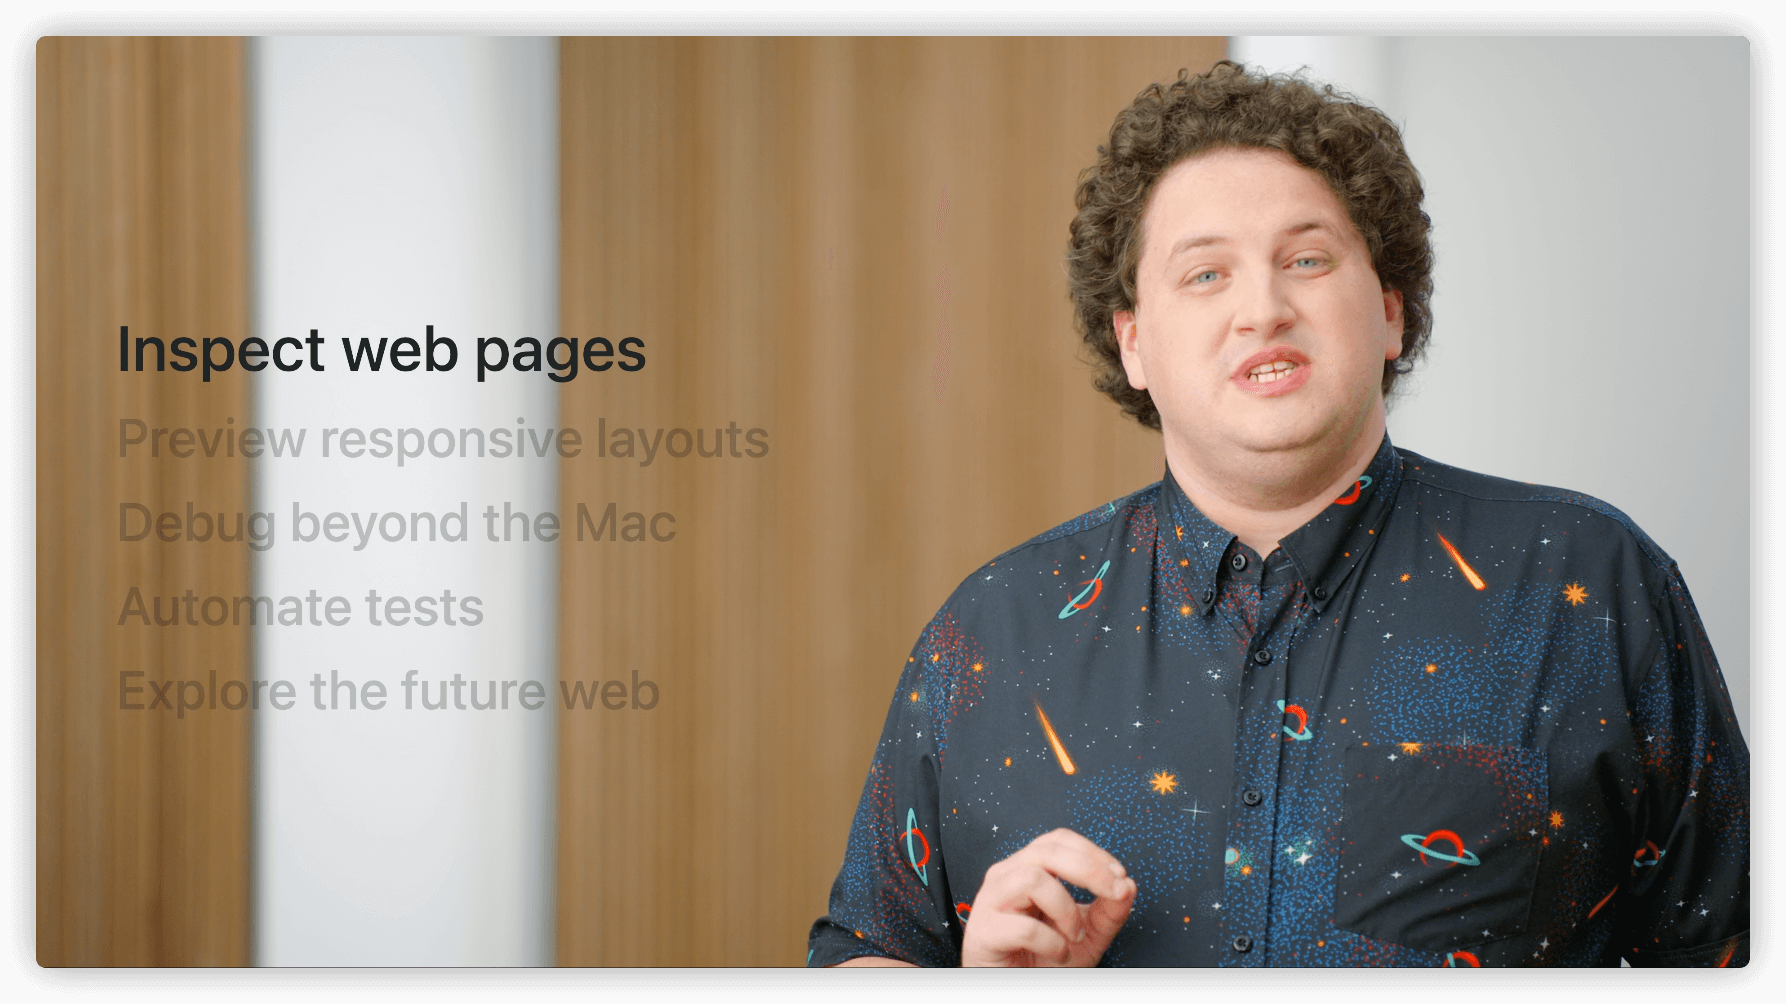 Inspect web pages
Preview responsive layouts
Debug beyond the Mac
Automate tests
Explore the future web